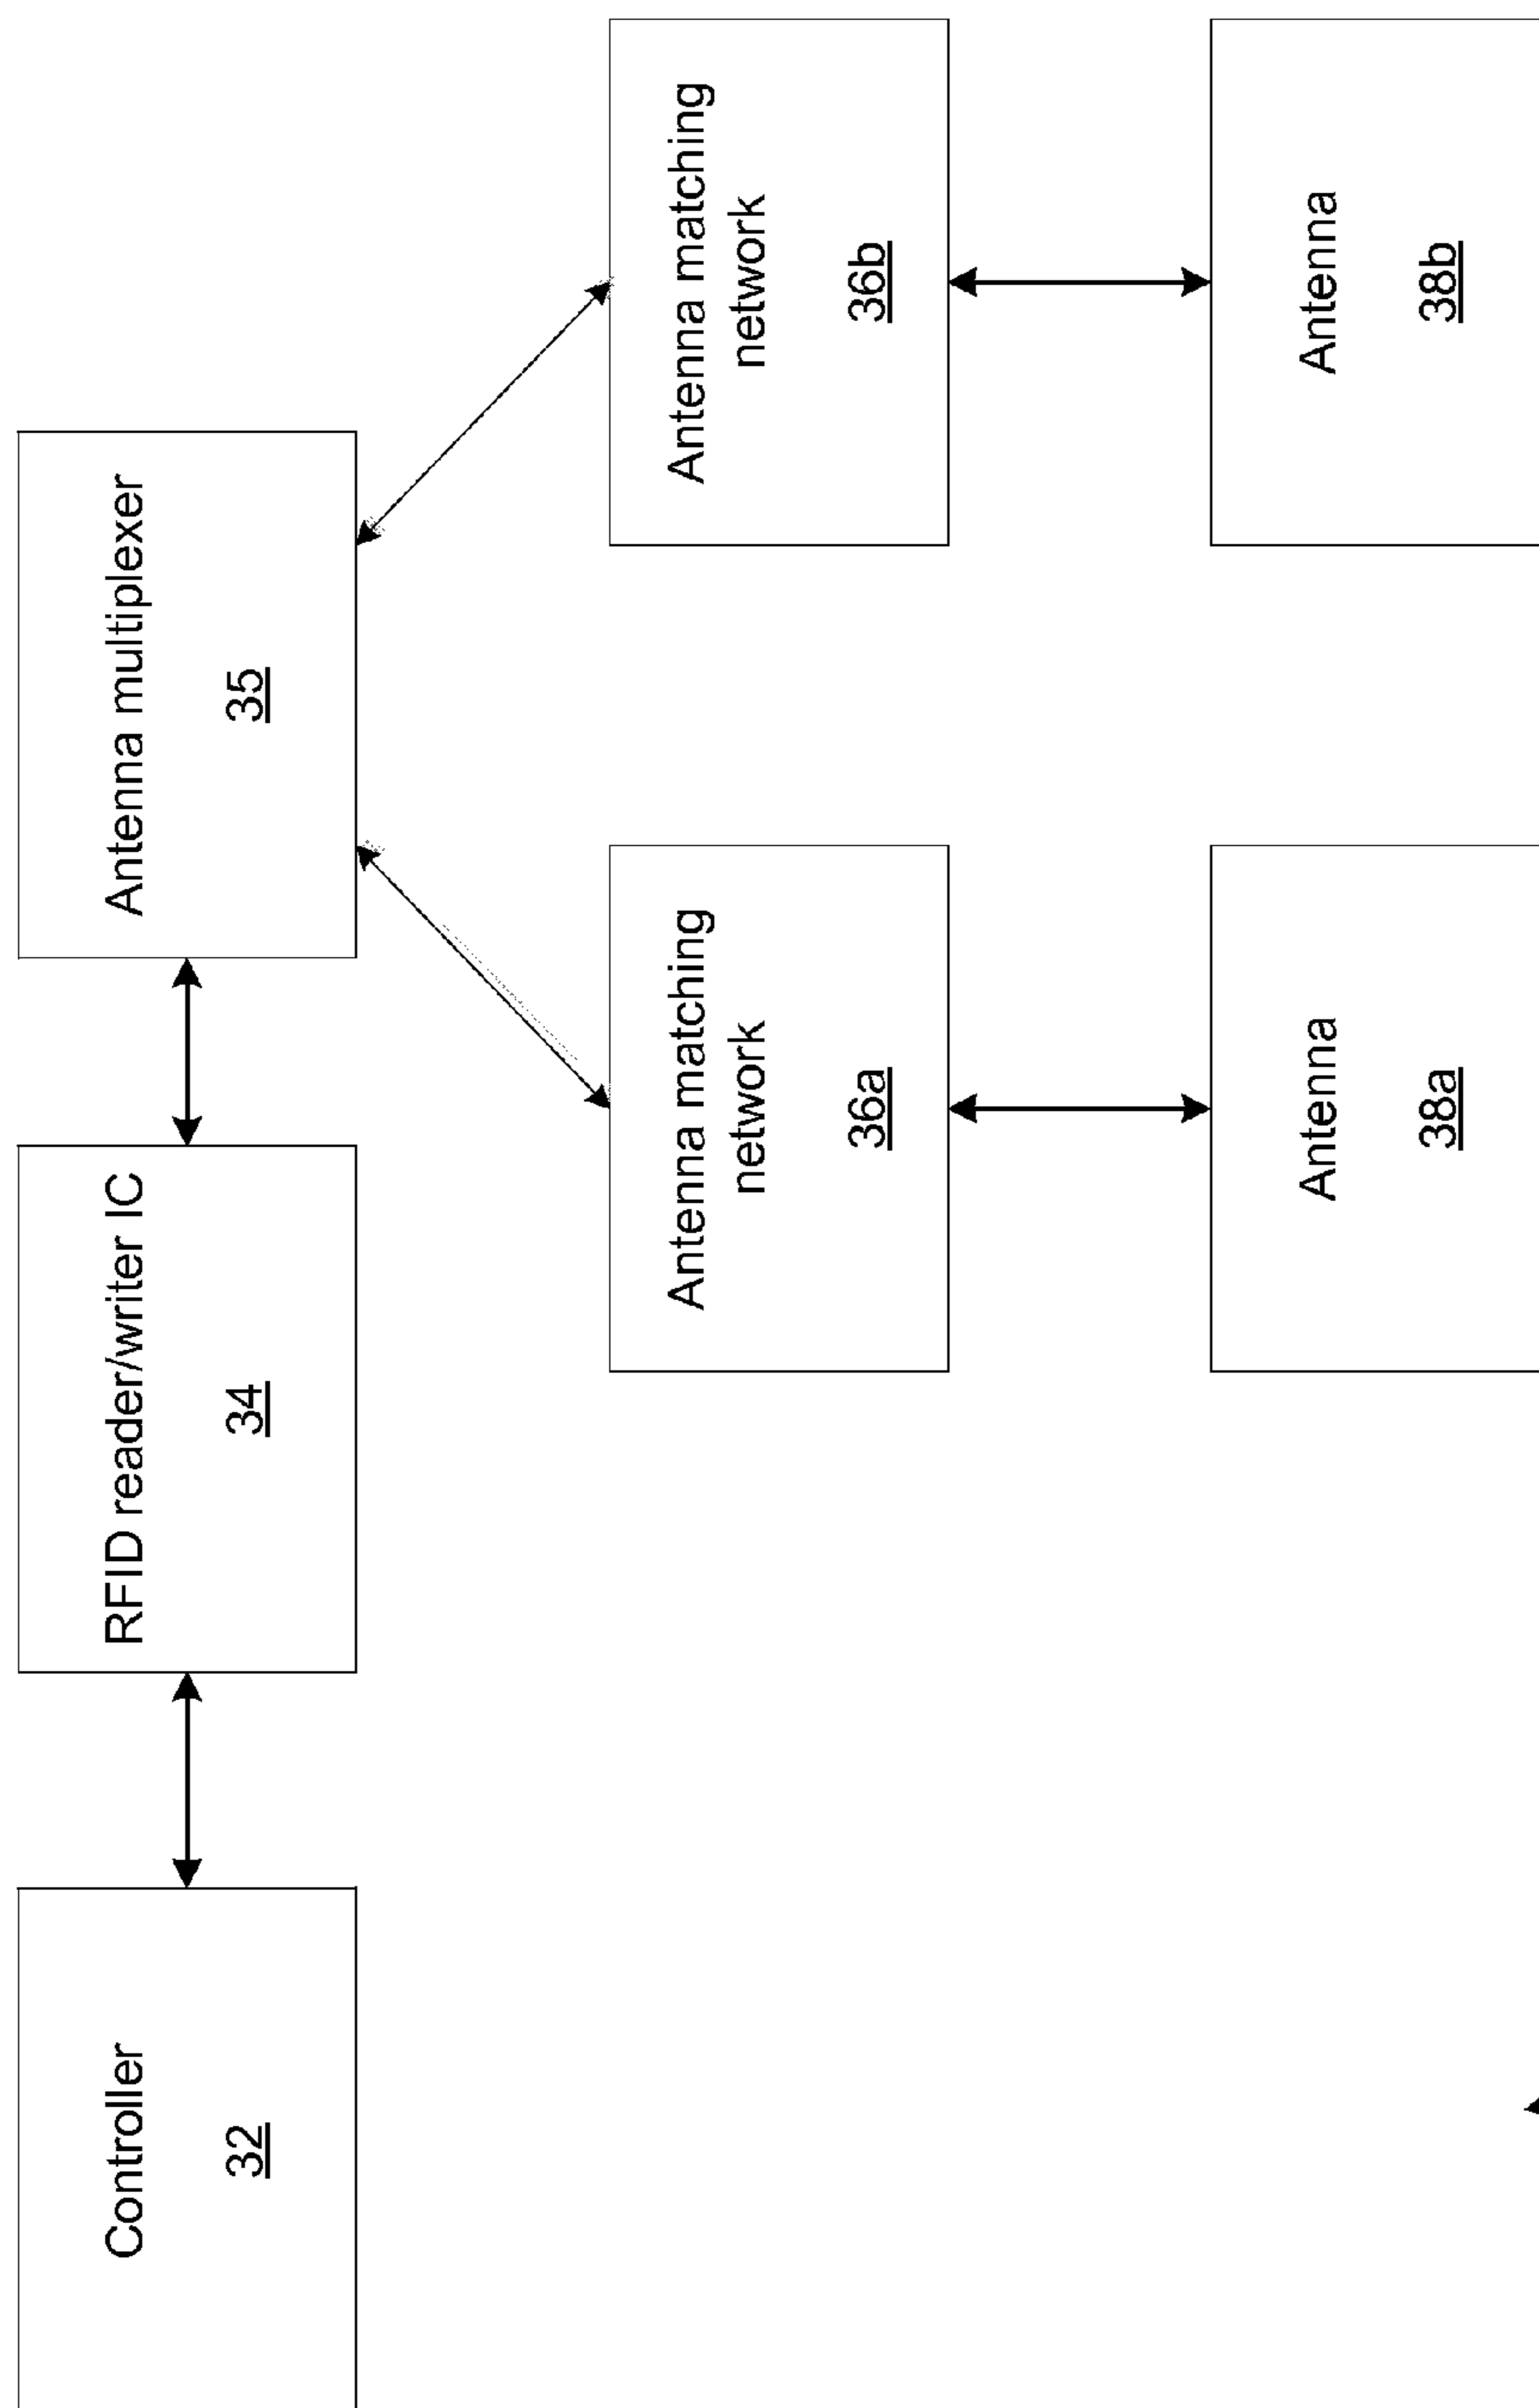 Controller
32
RFID reader/writer IC
34
Antenna multiplexer
35
Antenna matching
network
36a
Antenna matching
network
36b
Antenna
38a
Antenna
38b